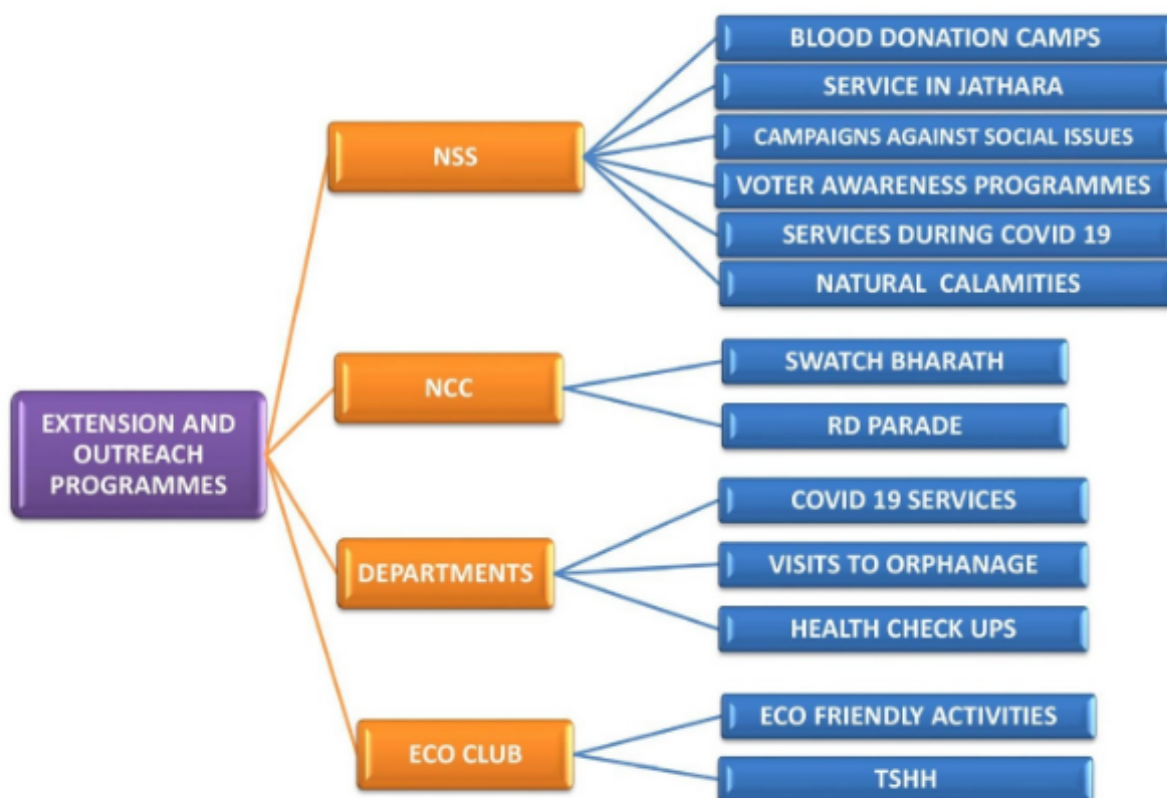 EXTENSION AND
OUTREACH
PROGRAMMES
NSS
BLOOD DONATION CAMPS
SERVICE IN JATHARA
CAMPAIGNS AGAINST SOCIAL ISSUES
VOTER AWARENESS PROGRAMMES
SERVICES DURING COVID 19
NATURAL CALAMITIES
NCC
SWATCH BHARATH
RD PARADE
DEPARTMENTS
COVID 19 SERVICES
VISITS TO ORPHANAGE
HEALTH CHECK UPS
ECO CLUB
ECO FRIENDLY ACTIVITIES
TSHH